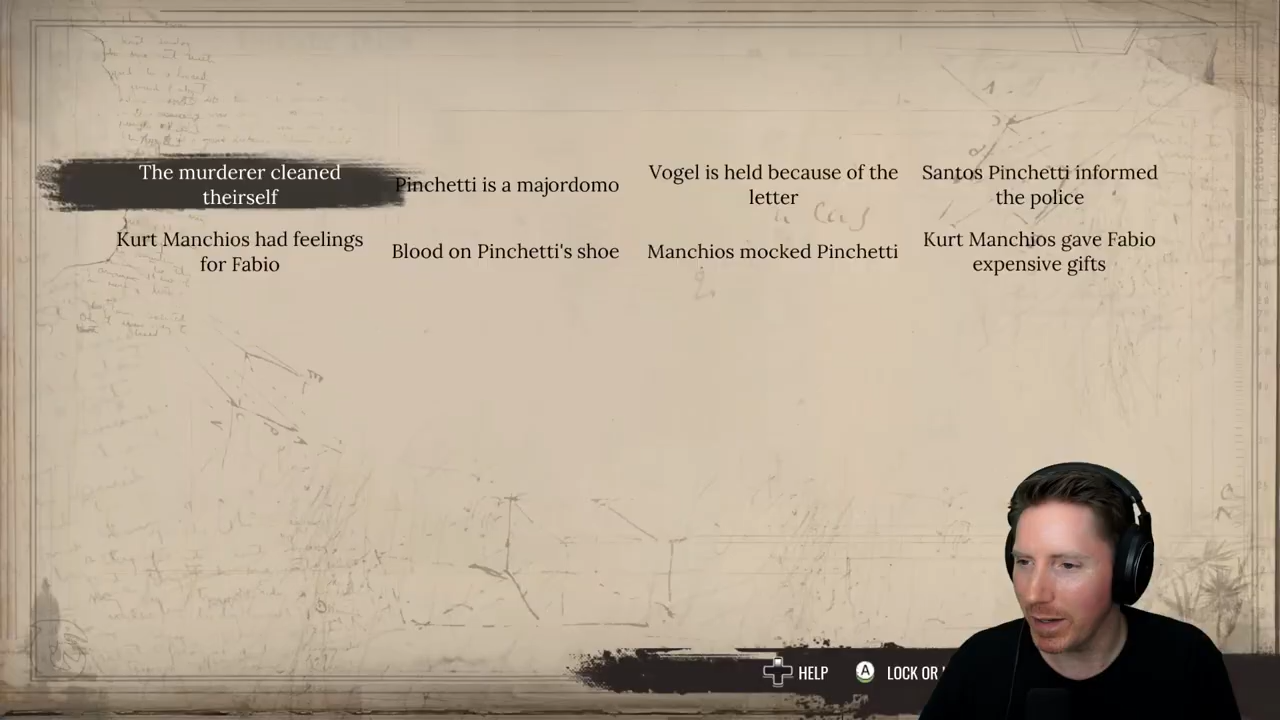 The murderer cleaned
theirself
Pinchetti is a majordomo
Vogel is held because of the
letter
Santos Pinchetti informed
the police
Kurt Manchios had feelings
for Fabio
Blood on Pinchetti's shoe
Manchios mocked Pinchetti
Kurt Manchios gave Fabio
expensive gifts
HELP
A
LOCK OR